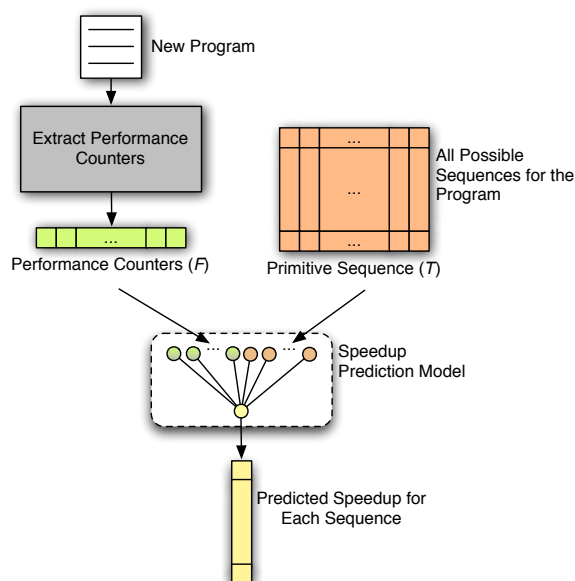 New Program
Extract Performance
Counters
...
Performance Counters (F)
...
...
...
All Possible
Sequences for the
Program
Primitive Sequence (T)
... ...
Speedup
Prediction Model
Predicted Speedup for
Each Sequence